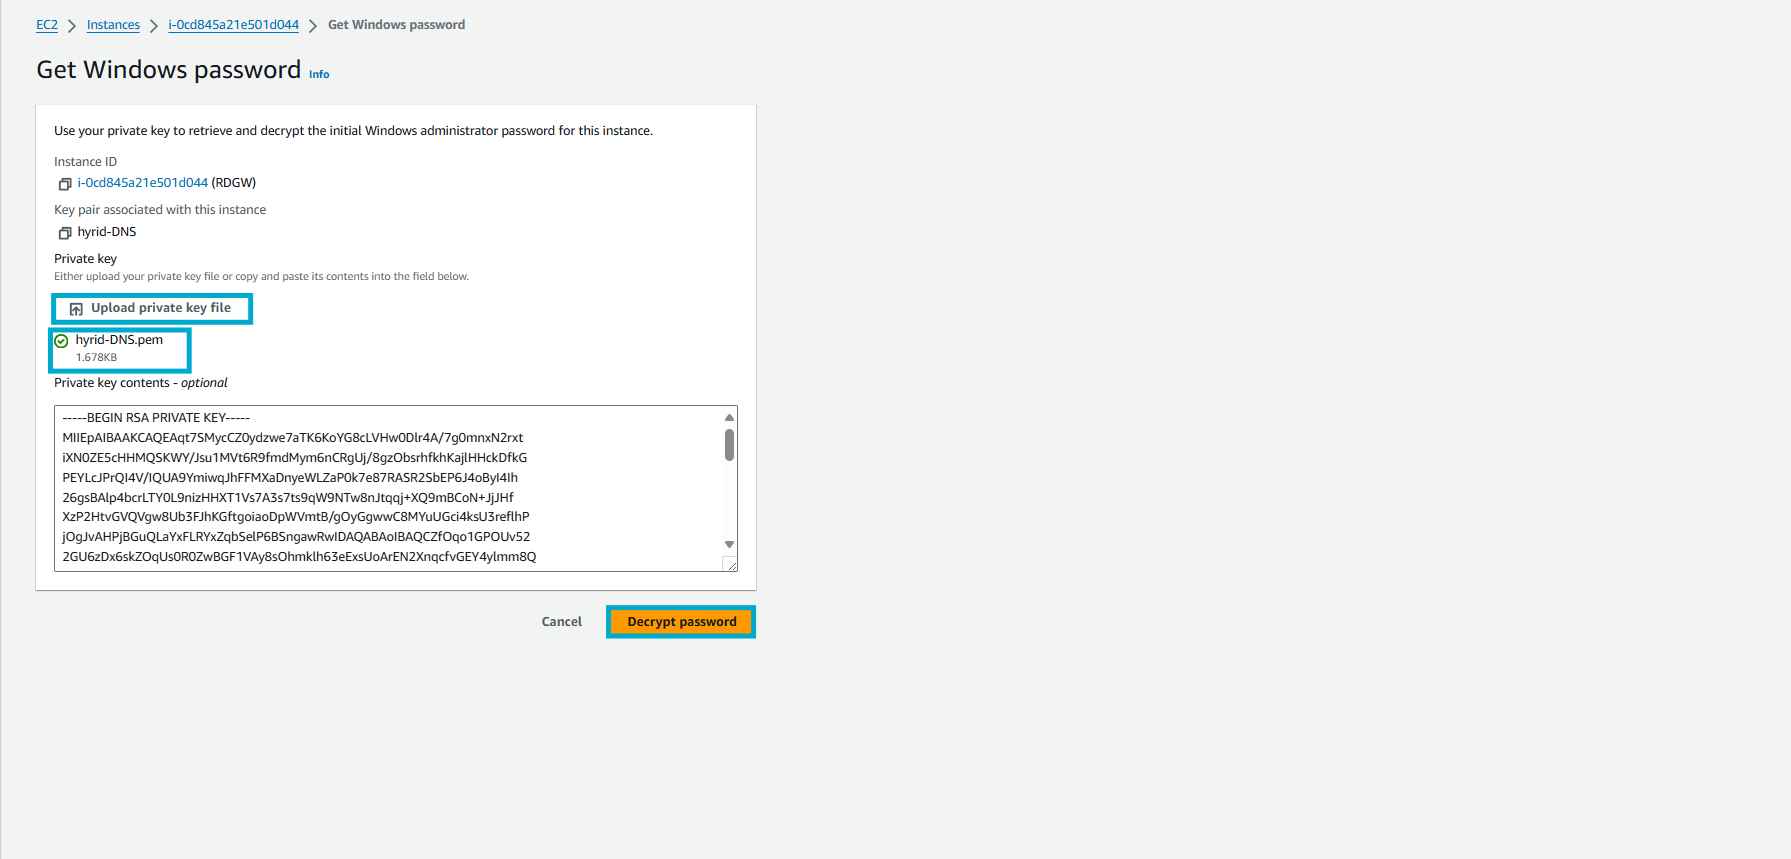 EC2 > Instances > i-0cd845a21e501d044 > Get Windows password
Get Windows password Info
Use your private key to retrieve and decrypt the initial Windows administrator password for this instance.
Instance ID
i-0cd845a21e501d044 (RDGW)
Key pair associated with this instance
hyrid-DNS
Private key
Either upload your private key file or copy and paste its contents into the field below.
Upload private key file
hyrid-DNS.pem
1.678KB
Private key contents - optional
-----BEGIN RSA PRIVATE KEY-----
MIIEpAIBAAKCAQEAqt7SMycCZ0ydzwe7aTK6KoYG8cLVHw0Dlr4A/7g0mnxN2rxt
iXN0ZE5cHHMQSKWY/Jsu1MVt6R9fmdMym6nCRgUj/8gzObsrhfkhKajlHHckDfkG
PEYLcJPrQI4V/IQUA9YmiwqJhFFMXaDnyeWLZaP0k7e87RASR2SbEP6J4oByI4Ih
26gsBAlp4bcrLTY0L9nizHHXT1Vs7A3s7ts9qW9NTw8nJtqqj+XQ9mBCoN+JjJHf
XzP2HtvGVQVgw8Ub3FJhKGftgoiaoDpWVmtB/gOyGgwwC8MYuUGci4ksU3reflhP
jOgJvAHPjBGuQLaYxFLRYxZqbSelP6BSngawRwIDAQABAoIBAQCZfOqo1GPOUv52
2GU6zDx6skZOqUs0R0ZwBGF1VAy8sOhmklh63eExsUoArEN2XnqcfvGEY4ylmm8Q
Cancel
Decrypt password